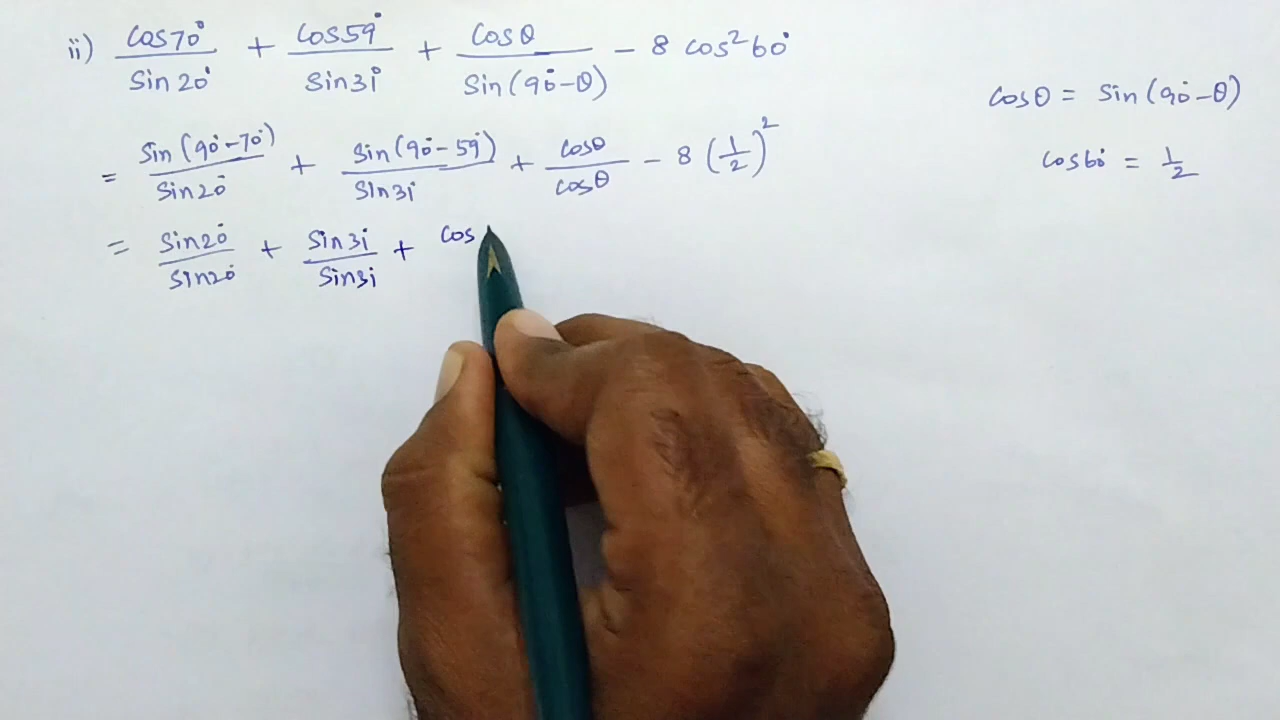 ii) cos70°/sin20° + cos59°/sin31° + cosθ/sin(90°-θ) - 8 cos²60°
cosθ = sin(90°-θ)
= sin(90°-70°)/sin20° + sin(90°-59°)/sin31° + cosθ/cosθ - 8(1/2)²
cos60° = 1/2
= sin20°/sin20° + sin31°/sin31° + cos